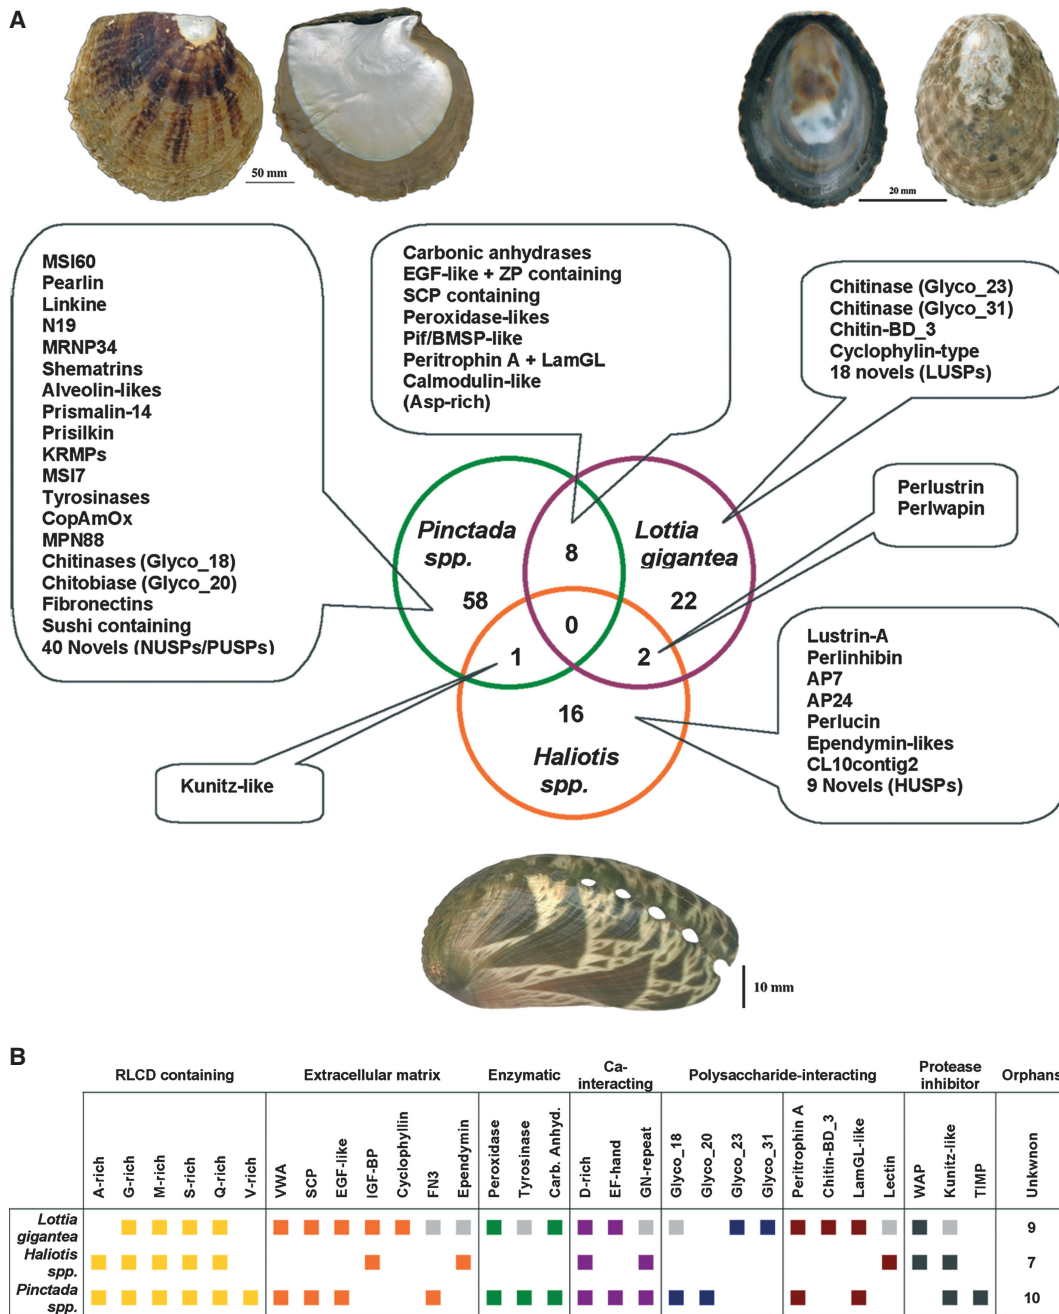 A
50 mm
20 mm
MSI60
Pearlin
Linkine
N19
MRNP34
Shematrins
Alveolin-likes
Prismalin-14
Prisilkin
KRMPs
MSI7
Tyrosinases
CopAmOx
MPN88
Chitinases (Glyco_18)
Chitobiase (Glyco_20)
Fibronectins
Sushi containing
40 Novels (NUSPs/PUSPs)
Carbonic anhydrases
EGF-like + ZP containing
SCP containing
Peroxidase-likes
Pif/BMSP-like
Peritrophin A + LamGL
Calmodulin-like
(Asp-rich)
Chitinase (Glyco_23)
Chitinase (Glyco_31)
Chitin-BD_3
Cyclophylin-type
18 novels (LUSPs)
Perlustrin
Perlwapin
Pinctada
spp.
58
8
Lottia
gigantea
22
0
1
2
16
Haliotis
spp.
Lustrin-A
Perlinhibin
AP7
AP24
Perlucin
Ependymin-likes
CL10contig2
9 Novels (HUSPs)
Kunitz-like
10 mm
B
RLCD containing
Extracellular matrix
Enzymatic
Ca-
interacting
Polysaccharide-interacting
Protease
inhibitor
Orphans
A-rich
G-rich
M-rich
S-rich
Q-rich
V-rich
VWA
SCP
EGF-like
IGF-BP
Cyclophyllin
FN3
Ependymin
Peroxidase
Tyrosinase
Carb. Anhyd.
D-rich
EF-hand
GN-repeat
Glyco_18
Glyco_20
Glyco_23
Glyco_31
Peritrophin A
Chitin-BD_3
LamGL-like
Lectin
WAP
Kunitz-like
TIMP
Unkwnon
Lottia
gigantea
9
Haliotis
spp.
7
Pinctada
spp.
10